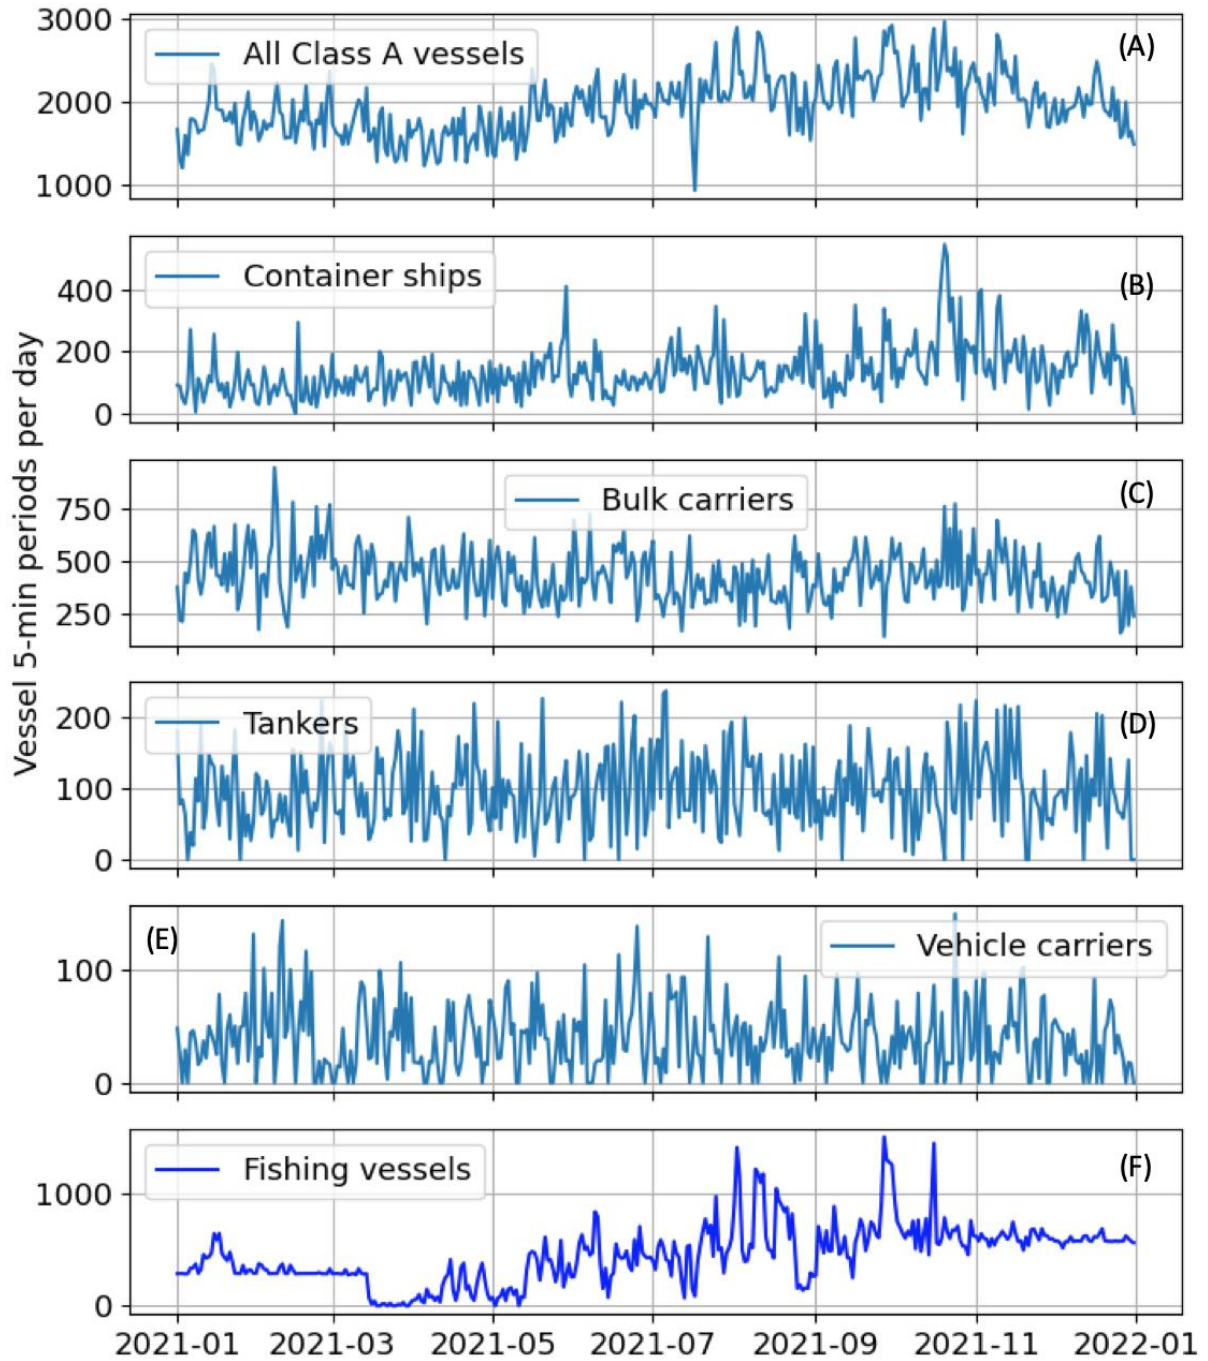 Vessel 5-min periods per day
3000
2000
1000
All Class A vessels
(A)
400
200
0
Container ships
(B)
750
500
250
Bulk carriers
(C)
200
100
0
Tankers
(D)
100
0
(E)
Vehicle carriers
1000
0
Fishing vessels
(F)
2021-01 2021-03 2021-05 2021-07 2021-09 2021-11 2022-01